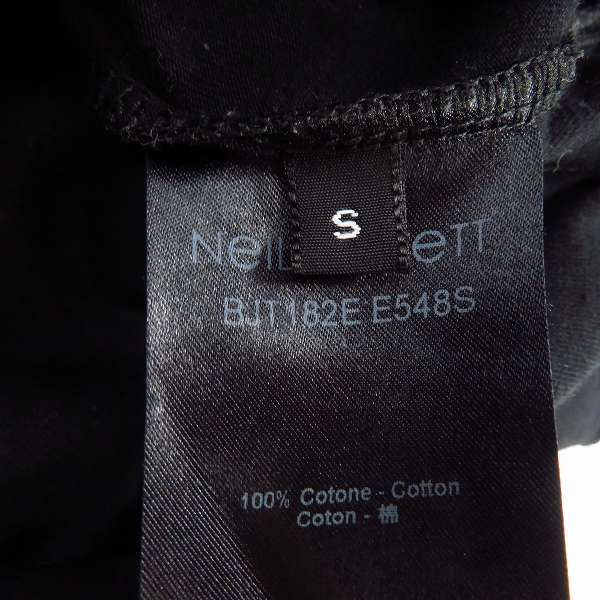 S
BJT182E E548S
100% Cotone - Cotton
Coton - 棉